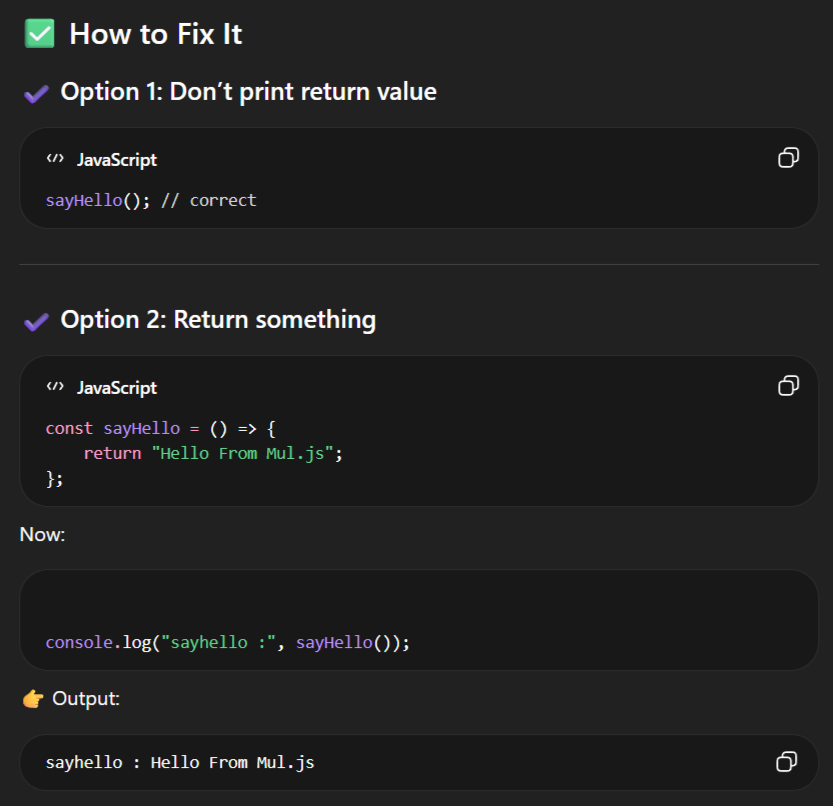 ✅ How to Fix It
✔ Option 1: Don’t print return value
</> JavaScript
sayHello(); // correct
✔ Option 2: Return something
</> JavaScript
const sayHello = () => {
    return "Hello From Mul.js";
};
Now:
console.log("sayhello :", sayHello());
👉 Output:
sayhello : Hello From Mul.js